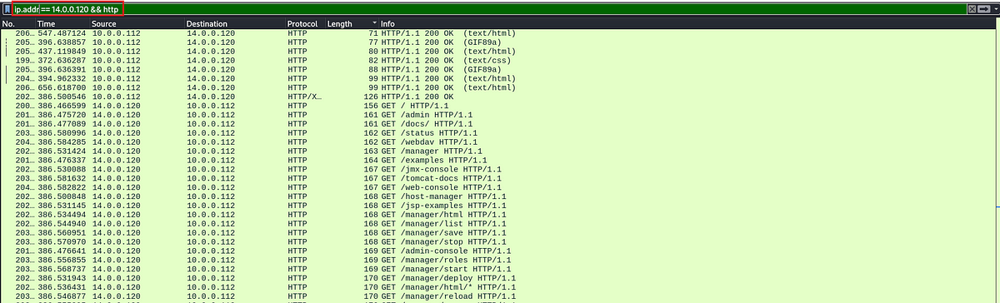 ip.addr == 14.0.0.120 && http
No. Time Source Destination Protocol Length Info
206… 547.487124 10.0.0.112 14.0.0.120 HTTP 71 HTTP/1.1 200 OK (text/html)
205… 396.638857 10.0.0.112 14.0.0.120 HTTP 77 HTTP/1.1 200 OK (GIF89a)
205… 437.119849 10.0.0.112 14.0.0.120 HTTP 80 HTTP/1.1 200 OK (text/html)
199… 372.636287 10.0.0.112 14.0.0.120 HTTP 82 HTTP/1.1 200 OK (text/css)
205… 396.636391 10.0.0.112 14.0.0.120 HTTP 88 HTTP/1.1 200 OK (GIF89a)
204… 394.962332 10.0.0.112 14.0.0.120 HTTP 99 HTTP/1.1 200 OK (text/html)
206… 656.618700 10.0.0.112 14.0.0.120 HTTP 99 HTTP/1.1 200 OK (text/html)
202… 386.500546 10.0.0.112 14.0.0.120 HTTP/X… 126 HTTP/1.1 200 OK
200… 386.466599 14.0.0.120 10.0.0.112 HTTP 156 GET / HTTP/1.1
201… 386.475720 14.0.0.120 10.0.0.112 HTTP 161 GET /admin HTTP/1.1
201… 386.477089 14.0.0.120 10.0.0.112 HTTP 161 GET /docs/ HTTP/1.1
203… 386.580996 14.0.0.120 10.0.0.112 HTTP 162 GET /status HTTP/1.1
204… 386.584285 14.0.0.120 10.0.0.112 HTTP 162 GET /webdav HTTP/1.1
202… 386.531424 14.0.0.120 10.0.0.112 HTTP 163 GET /manager HTTP/1.1
201… 386.476337 14.0.0.120 10.0.0.112 HTTP 164 GET /examples HTTP/1.1
202… 386.530088 14.0.0.120 10.0.0.112 HTTP 167 GET /jmx-console HTTP/1.1
203… 386.581632 14.0.0.120 10.0.0.112 HTTP 167 GET /tomcat-docs HTTP/1.1
204… 386.582822 14.0.0.120 10.0.0.112 HTTP 167 GET /web-console HTTP/1.1
202… 386.500848 14.0.0.120 10.0.0.112 HTTP 168 GET /host-manager HTTP/1.1
202… 386.531145 14.0.0.120 10.0.0.112 HTTP 168 GET /jsp-examples HTTP/1.1
202… 386.534494 14.0.0.120 10.0.0.112 HTTP 168 GET /manager/html HTTP/1.1
202… 386.544940 14.0.0.120 10.0.0.112 HTTP 168 GET /manager/list HTTP/1.1
203… 386.560951 14.0.0.120 10.0.0.112 HTTP 168 GET /manager/save HTTP/1.1
203… 386.570970 14.0.0.120 10.0.0.112 HTTP 168 GET /manager/stop HTTP/1.1
201… 386.476641 14.0.0.120 10.0.0.112 HTTP 169 GET /admin-console HTTP/1.1
203… 386.556855 14.0.0.120 10.0.0.112 HTTP 169 GET /manager/roles HTTP/1.1
203… 386.568737 14.0.0.120 10.0.0.112 HTTP 169 GET /manager/start HTTP/1.1
202… 386.531943 14.0.0.120 10.0.0.112 HTTP 170 GET /manager/deploy HTTP/1.1
202… 386.536431 14.0.0.120 10.0.0.112 HTTP 170 GET /manager/html/* HTTP/1.1
203… 386.546877 14.0.0.120 10.0.0.112 HTTP 170 GET /manager/reload HTTP/1.1